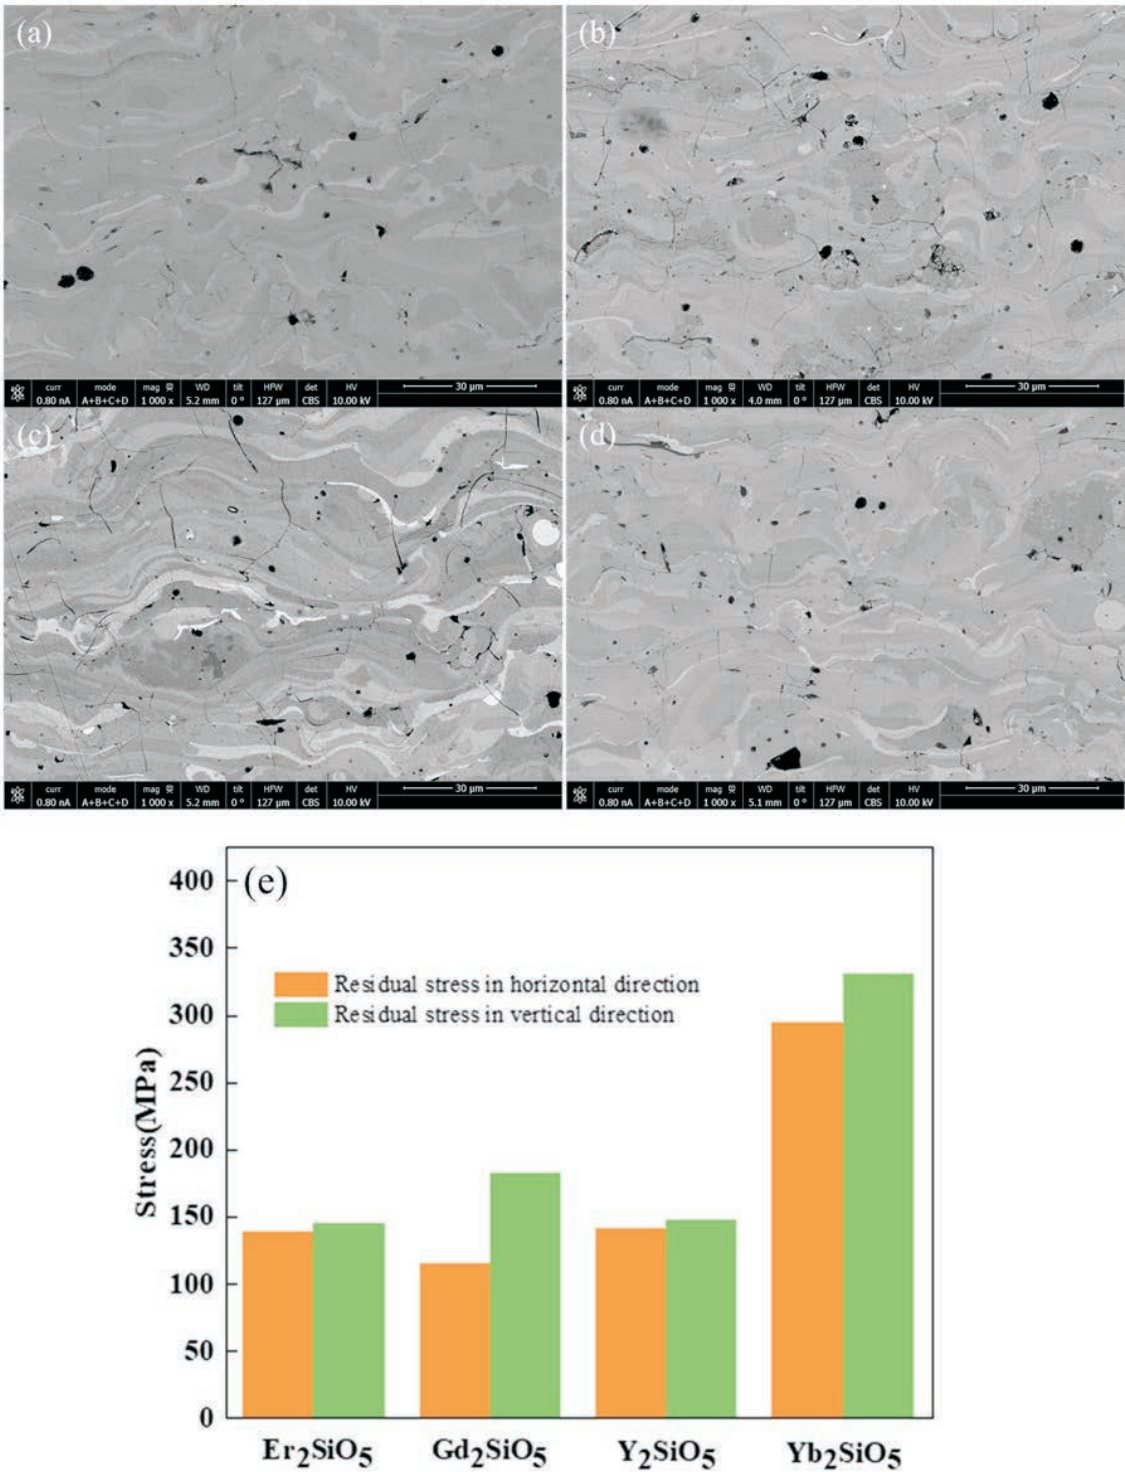 (a)
(b)
curr mode mag WD tilt HFW det HV 30 µm
0.80 nA A+B+C+D 1 000 x 5.2 mm 0 ° 127 µm CBS 10.00 kV
curr mode mag WD tilt HFW det HV 30 µm
0.80 nA A+B+C+D 1 000 x 4.0 mm 0 ° 127 µm CBS 10.00 kV
(c)
(d)
curr mode mag WD tilt HFW det HV 30 µm
0.80 nA A+B+C+D 1 000 x 5.2 mm 0 ° 127 µm CBS 10.00 kV
curr mode mag WD tilt HFW det HV 30 µm
0.80 nA A+B+C+D 1 000 x 5.1 mm 0 ° 127 µm CBS 10.00 kV
(e)
Stress(MPa)
400
350
300
250
200
150
100
50
0
Residual stress in horizontal direction
Residual stress in vertical direction
Er2SiO5 Gd2SiO5 Y2SiO5 Yb2SiO5